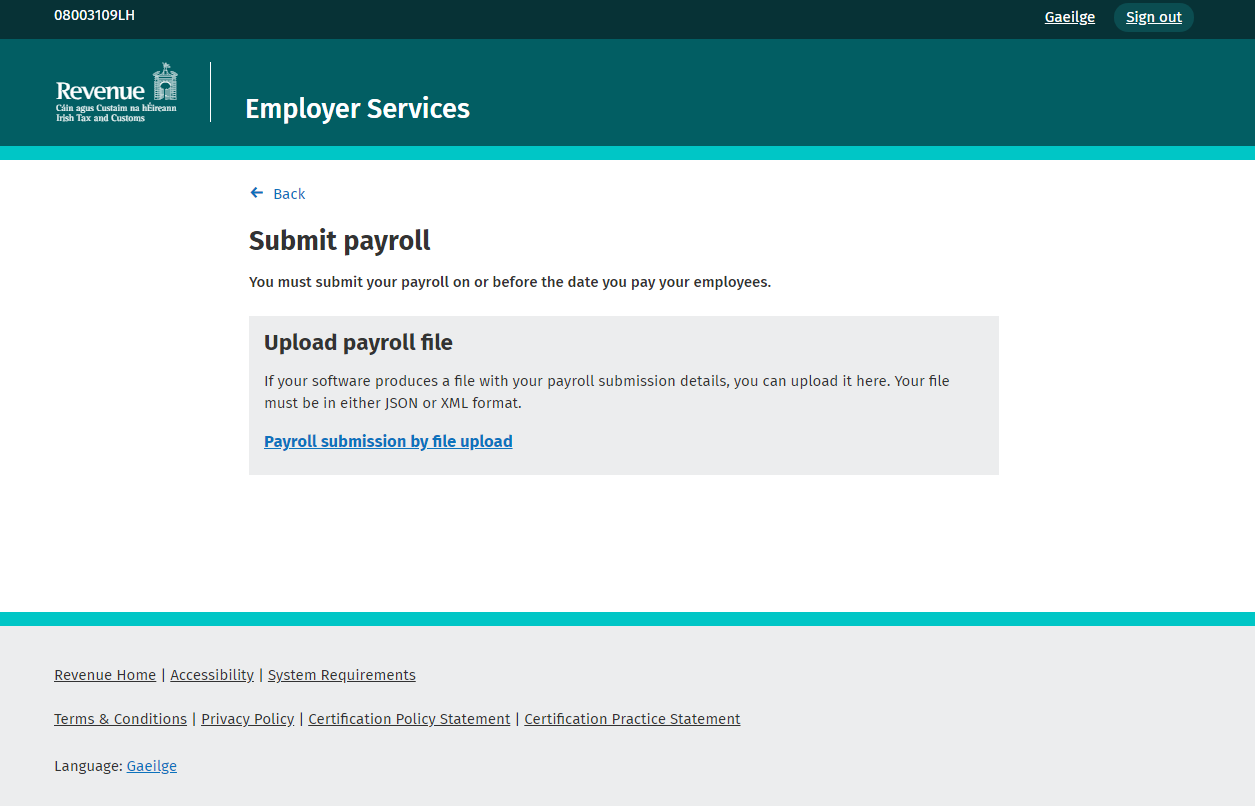 08003109LH
Gaeilge
Sign out
Revenue
Cáin agus Custaim na hÉireann
Irish Tax and Customs
Employer Services
Back
Submit payroll
You must submit your payroll on or before the date you pay your employees.
Upload payroll file
If your software produces a file with your payroll submission details, you can upload it here. Your file
must be in either JSON or XML format.
Payroll submission by file upload
Revenue Home | Accessibility | System Requirements
Terms & Conditions | Privacy Policy | Certification Policy Statement | Certification Practice Statement
Language: Gaeilge